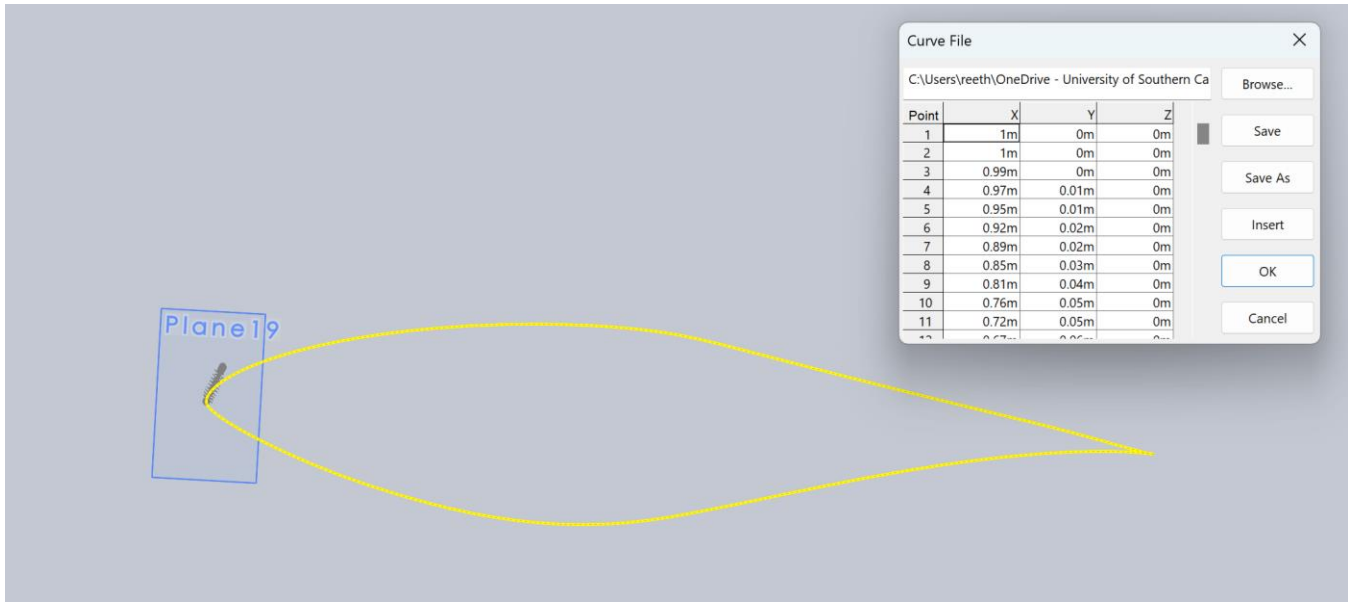 Plane19
Curve File
C:\Users\reeth\OneDrive - University of Southern Ca
Browse...
Point X Y Z
1 1m 0m 0m
Save
2 1m 0m 0m
3 0.99m 0m 0m
Save As
4 0.97m 0.01m 0m
5 0.95m 0.01m 0m
6 0.92m 0.02m 0m
Insert
7 0.89m 0.02m 0m
8 0.85m 0.03m 0m
OK
9 0.81m 0.04m 0m
10 0.76m 0.05m 0m
11 0.72m 0.05m 0m
Cancel